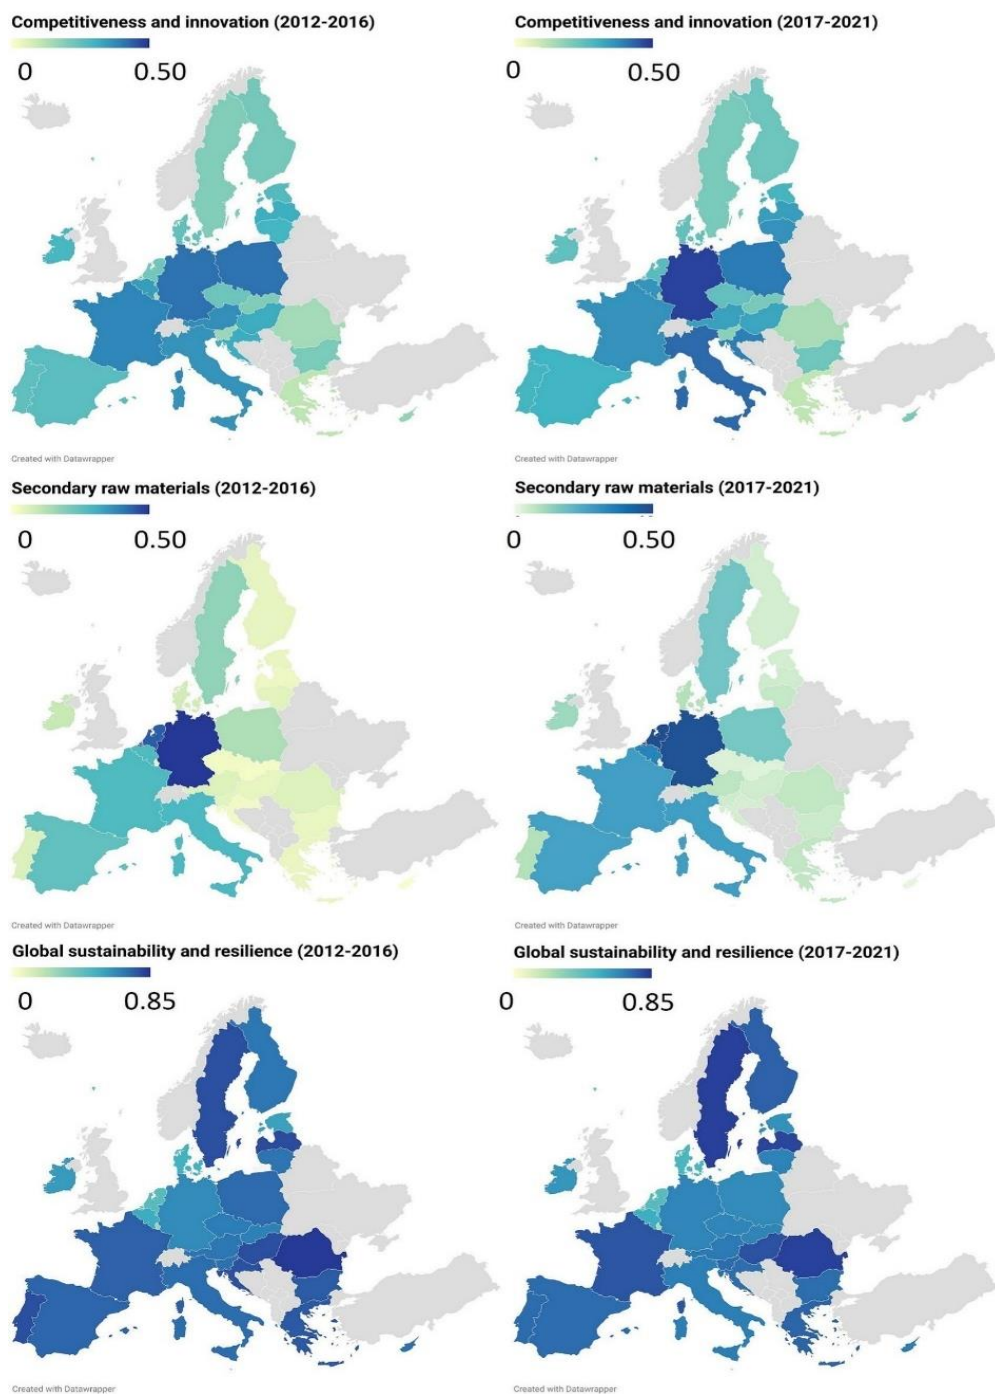 Competitiveness and innovation (2012-2016)
0 0.50
Created with Datawrapper
Competitiveness and innovation (2017-2021)
0 0.50
Created with Datawrapper
Secondary raw materials (2012-2016)
0 0.50
Created with Datawrapper
Secondary raw materials (2017-2021)
0 0.50
Created with Datawrapper
Global sustainability and resilience (2012-2016)
0 0.85
Created with Datawrapper
Global sustainability and resilience (2017-2021)
0 0.85
Created with Datawrapper